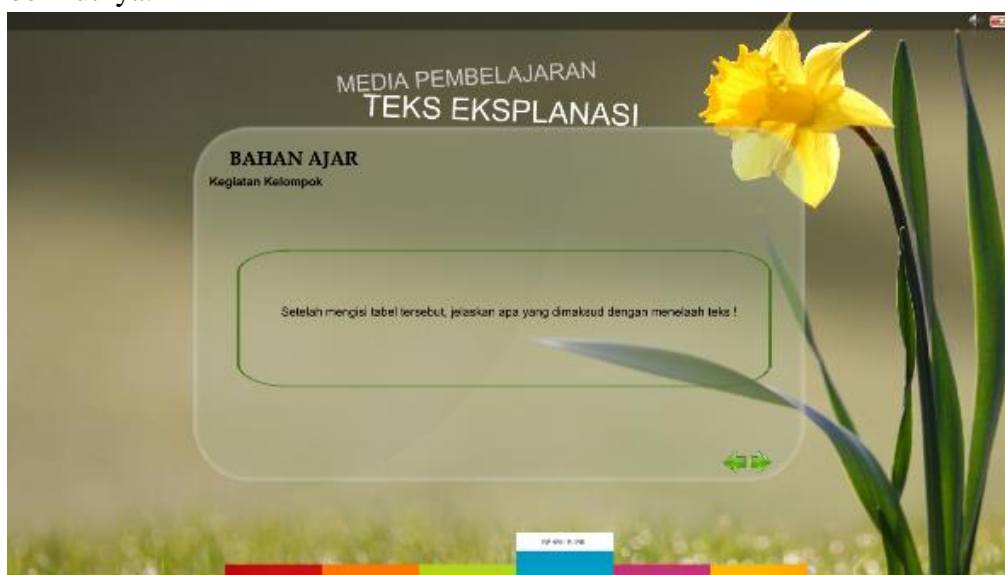 MEDIA PEMBELAJARAN
TEKS EKSPLANASI
BAHAN AJAR
Kegiatan Kelompok
Setelah mengisi tabel tersebut, jelaskan apa yang dimaksud dengan menelaah teks !